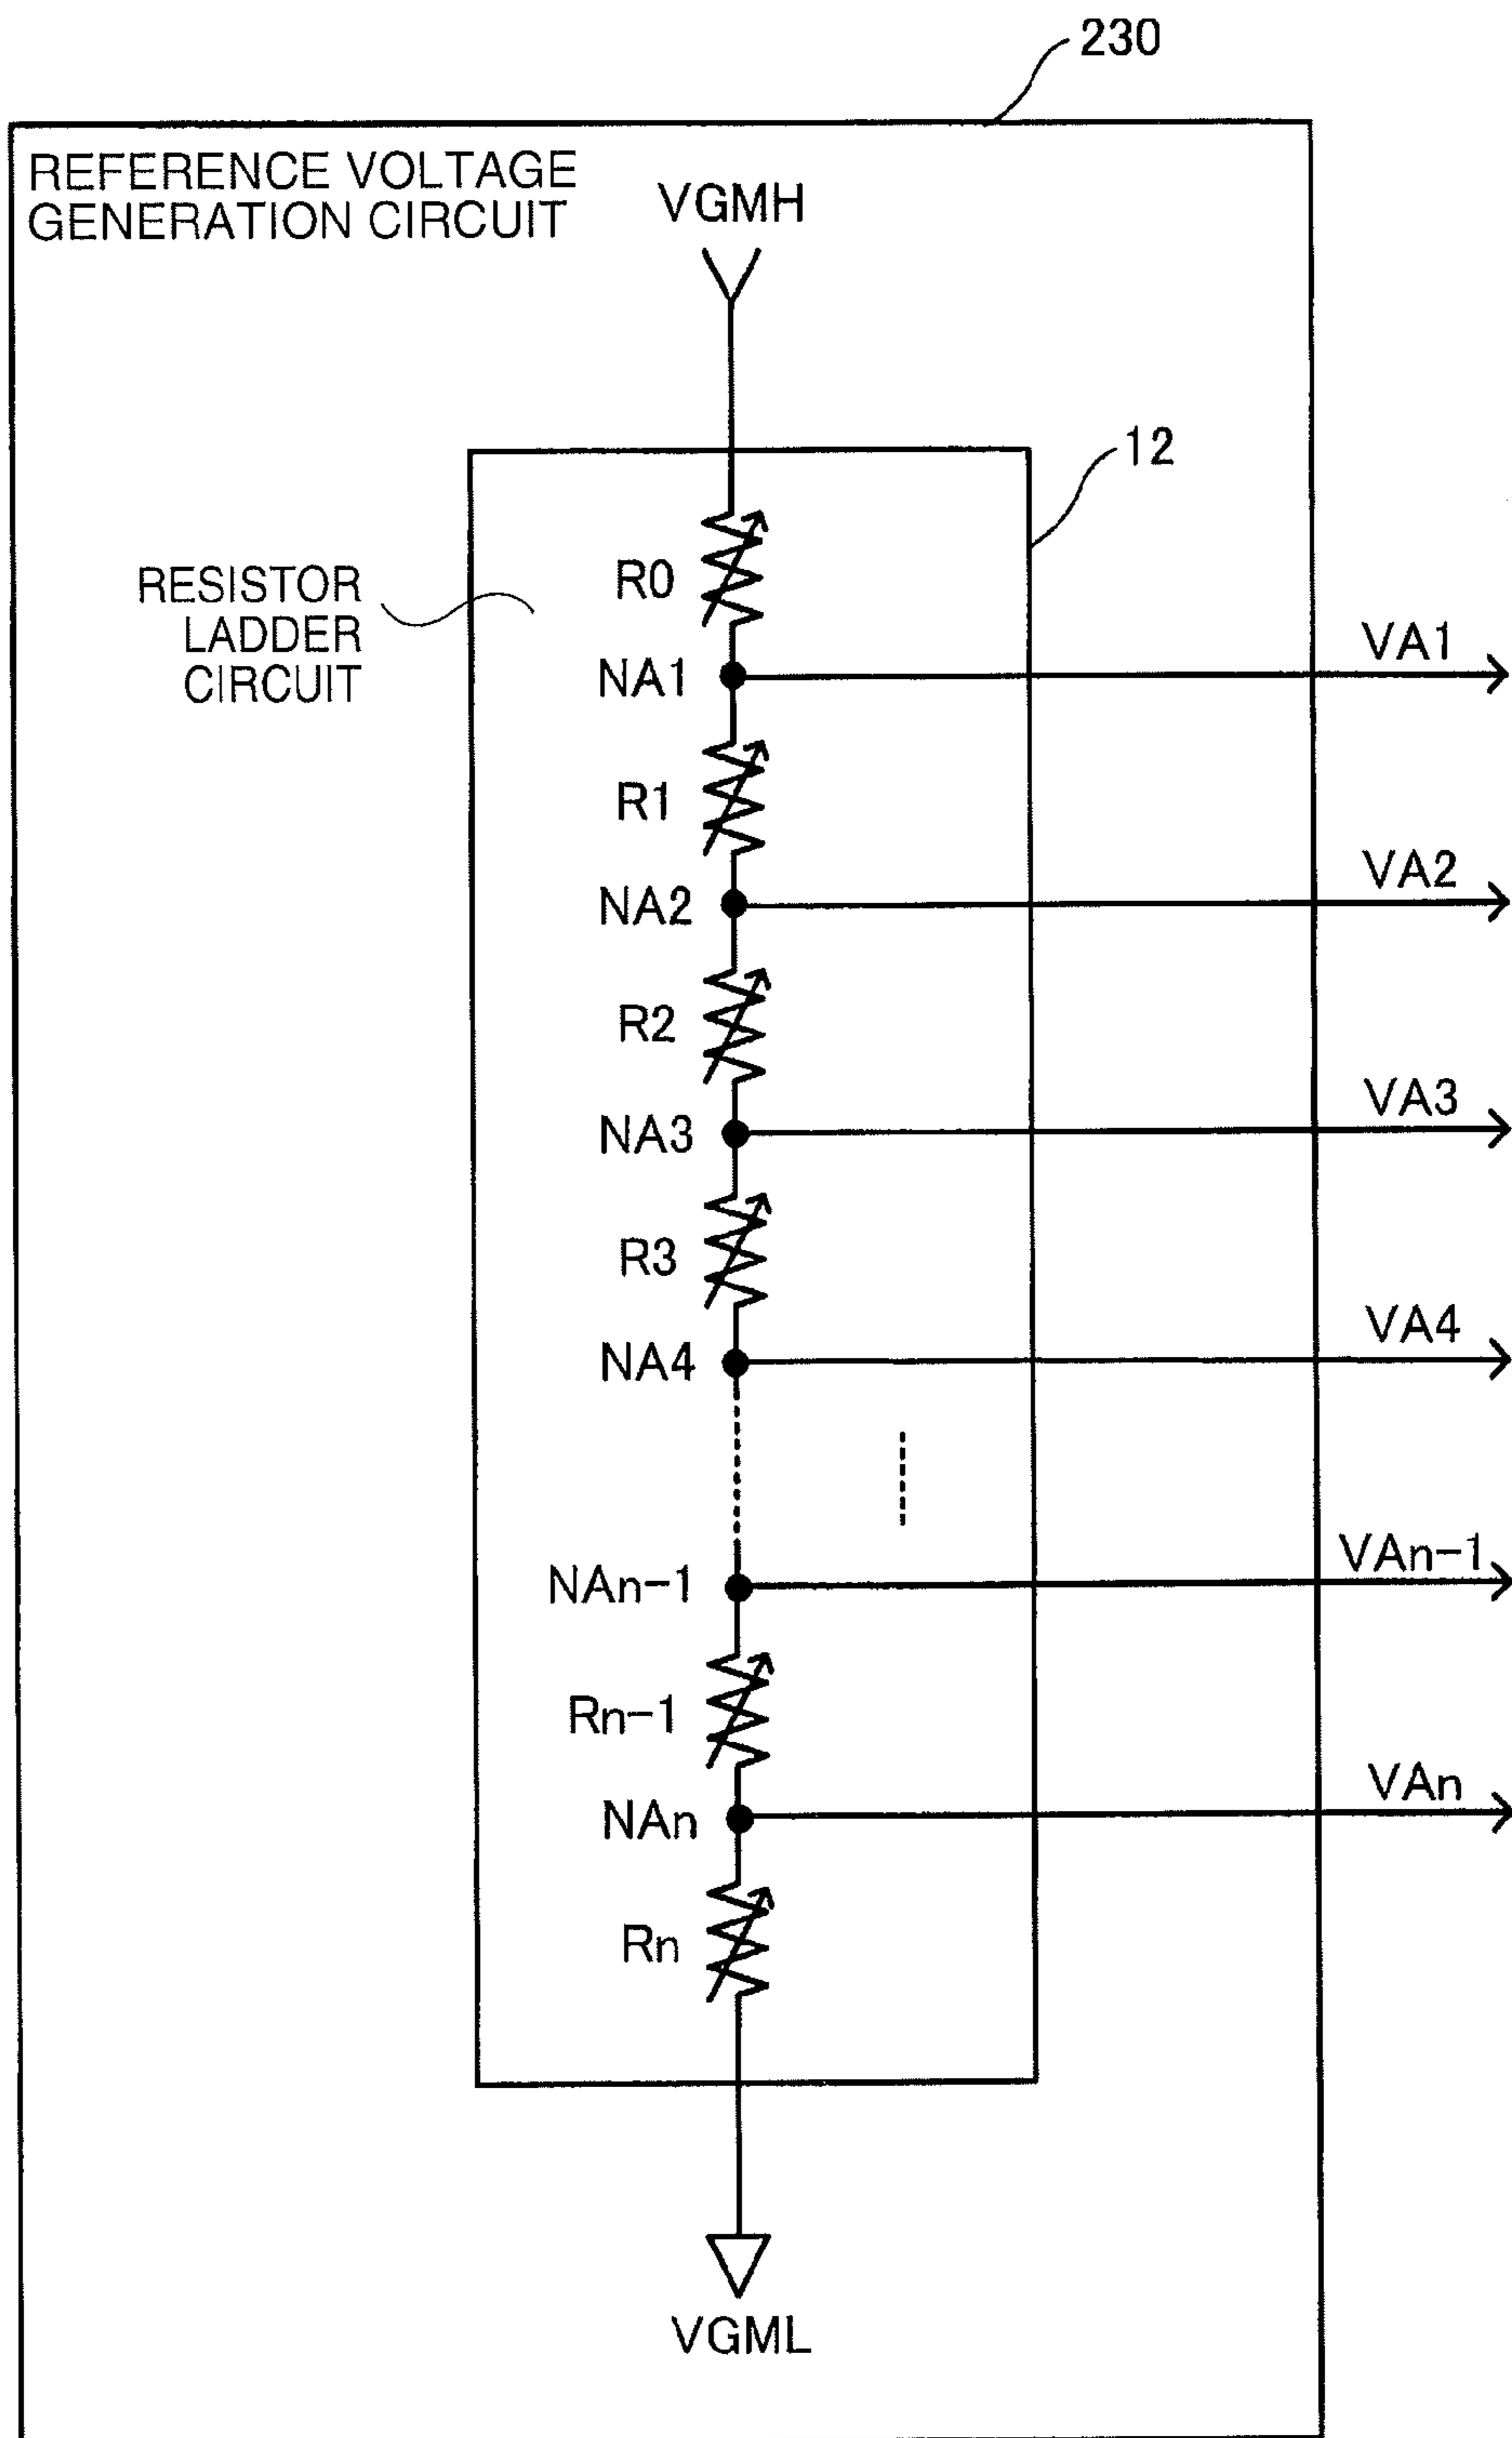 230
REFERENCE VOLTAGE
GENERATION CIRCUIT
VGMH
12
RESISTOR
LADDER
CIRCUIT
R0
NA1
VA1
R1
NA2
VA2
R2
NA3
VA3
R3
NA4
VA4
NAn-1
VAn-1
Rn-1
NAn
VAn
Rn
VGML